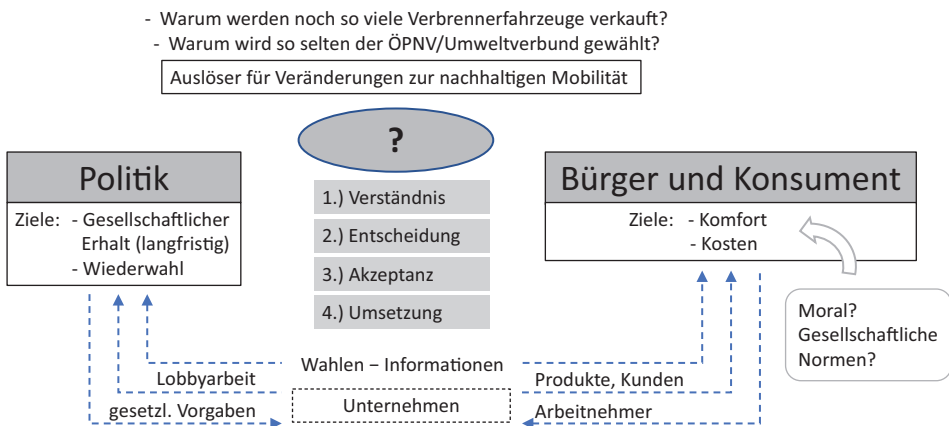 - Warum werden noch so viele Verbrennerfahrzeuge verkauft?
- Warum wird so selten der ÖPNV/Umweltverbund gewählt?
Auslöser für Veränderungen zur nachhaltigen Mobilität
?
Politik
Ziele: - Gesellschaftlicher
Erhalt (langfristig)
- Wiederwahl
1.) Verständnis
2.) Entscheidung
3.) Akzeptanz
4.) Umsetzung
Bürger und Konsument
Ziele: - Komfort
- Kosten
Moral?
Gesellschaftliche
Normen?
Wahlen – Informationen
Lobbyarbeit
Produkte, Kunden
gesetzl. Vorgaben
Unternehmen
Arbeitnehmer